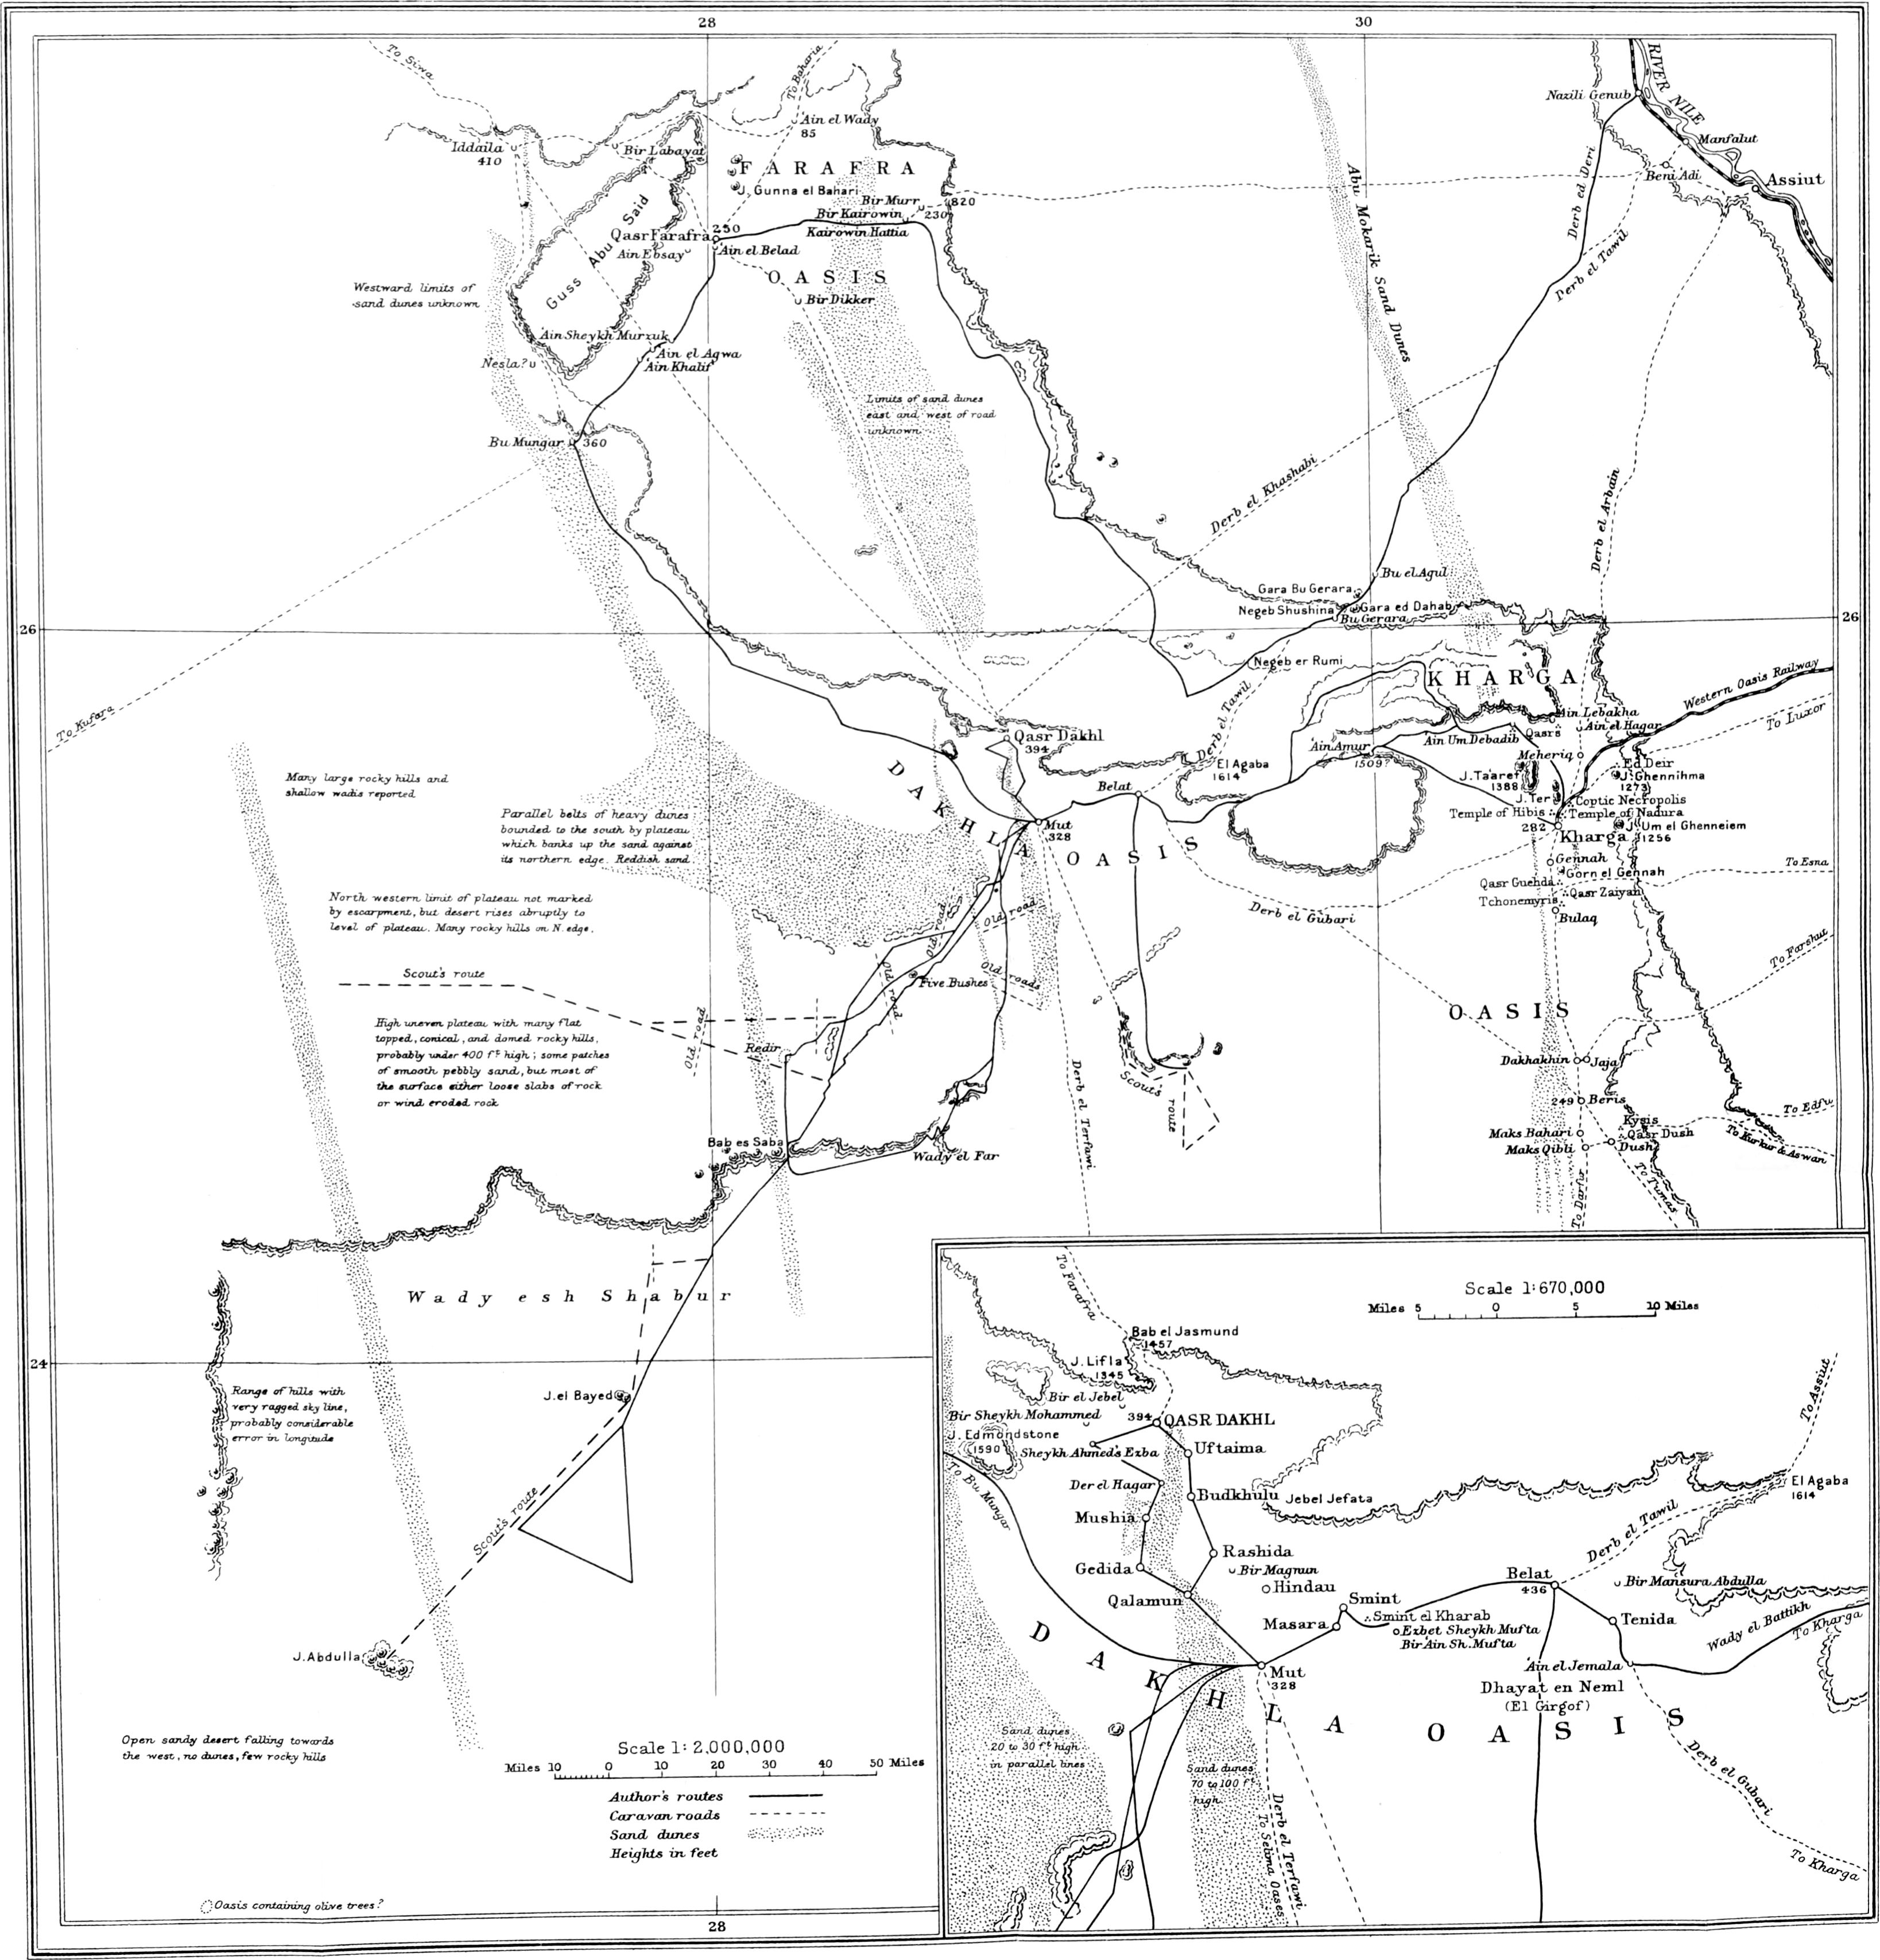 28
30
To Siwa
To Baharia
RIVER NILE
Nazili Genub
Manfalut
Beni Adi
Assiut
Iddaila
410
Ain el Wady
85
Bir Labayat
FARAFRA
J. Gunna el Bahari
Bir Murr
820
Bir Kairowin
230
Kairowin Hattia
Qasr Farafra
250
Ain Ebsay
Ain el Belad
Guss Abu Said
OASIS
Bir Dikker
Westward limits of
sand dunes unknown
Ain Sheykh Murzuk
Ain el Agwa
Ain Khalif
Nesla?
Bu Mungar
360
Limits of sand dunes
east and west of road
unknown
Abu Mokarik Sand Dunes
Derb ed Deri
Derb el Tawil
Derb el Khashabi
Derb el Arbain
26
26
To Kufara
Bu el Agul
Gara Bu Gerara
Negeb Shushina
Gara ed Dahab
Bu Gerara
Negeb er Rumi
KHARGA
Western Oasis Railway
To Luxor
Derb el Tawil
Ain Lebakha
Ain el Hagar
Qasrs
Ain Um Debadib
Ain Amur
1509?
Meheriq
Ed Deir
J. Ghennihma
1273
J. Taaref
1388
J. Ter
Coptic Necropolis
Temple of Hibis
Temple of Nadura
282
Kharga
J. Um el Ghenneiem
1256
Gennah
Gorn el Gennah
To Esna
Qasr Guehda
Qasr Zaiyan
Tchonemyris
Bulaq
Qasr Dakhl
394
El Agaba
1614
Belat
Mut
328
DAKHLA OASIS
Derb el Gubari
Many large rocky hills and
shallow wadis reported
Parallel belts of heavy dunes
bounded to the south by plateau
which banks up the sand against
its northern edge. Reddish sand.
North western limit of plateau not marked
by escarpment, but desert rises abruptly to
level of plateau. Many rocky hills on N. edge.
Scout's route
High uneven plateau with many flat
topped, conical, and domed rocky hills,
probably under 400 ft high; some patches
of smooth pebbly sand, but most of
the surface either loose slabs of rock
or wind eroded rock
Old road
Old road
Old road
Old road
Old roads
Five Bushes
Redir
Bab es Saba
Wady el Far
Derb el Terfawi
Scout's route
To Farshut
OASIS
Dakhakhin
Jaja
249
Beris
To Edfu
Kysis
Maks Bahari
Qasr Dush
Maks Qibli
Dush
To Kurkur & Aswan
To Darfur
To Tumas
Wady esh Shabur
24
Range of hills with
very ragged sky line,
probably considerable
error in longitude
J. el Bayed
Scout's route
J. Abdulla
Open sandy desert falling towards
the west, no dunes, few rocky hills
Scale 1:2,000,000
Miles 10 0 10 20 30 40 50 Miles
Author's routes
Caravan roads
Sand dunes
Heights in feet
Oasis containing olive trees?
28
Scale 1:670,000
Miles 5 0 5 10 Miles
To Farafra
Bab el Jasmund
1457
J. Lifla
1345
Bir el Jebel
Bir Sheykh Mohammed
394
QASR DAKHL
J. Edmondstone
1590
Sheykh Ahmed's Ezba
Uftaima
To Bu Mungar
Der el Hagar
Budkhulu
Jebel Jefata
Mushia
To Assiut
El Agaba
1614
Derb el Tawil
Rashida
Gedida
Bir Magnun
Hindau
Qalamun
Belat
436
Bir Mansura Abdulla
Smint
Smint el Kharab
Masara
Ezbet Sheykh Mufta
Bir Ain Sh. Mufta
Tenida
Wady el Battikh
To Kharga
Ain el Jemala
Mut
328
Dhayat en Neml
(El Girgof)
DAKHLA OASIS
Sand dunes
20 to 30 ft high
in parallel lines
Sand dunes
70 to 100 ft
high
Derb el Terfawi
To Selima Oases
Derb el Gubari
To Kharga